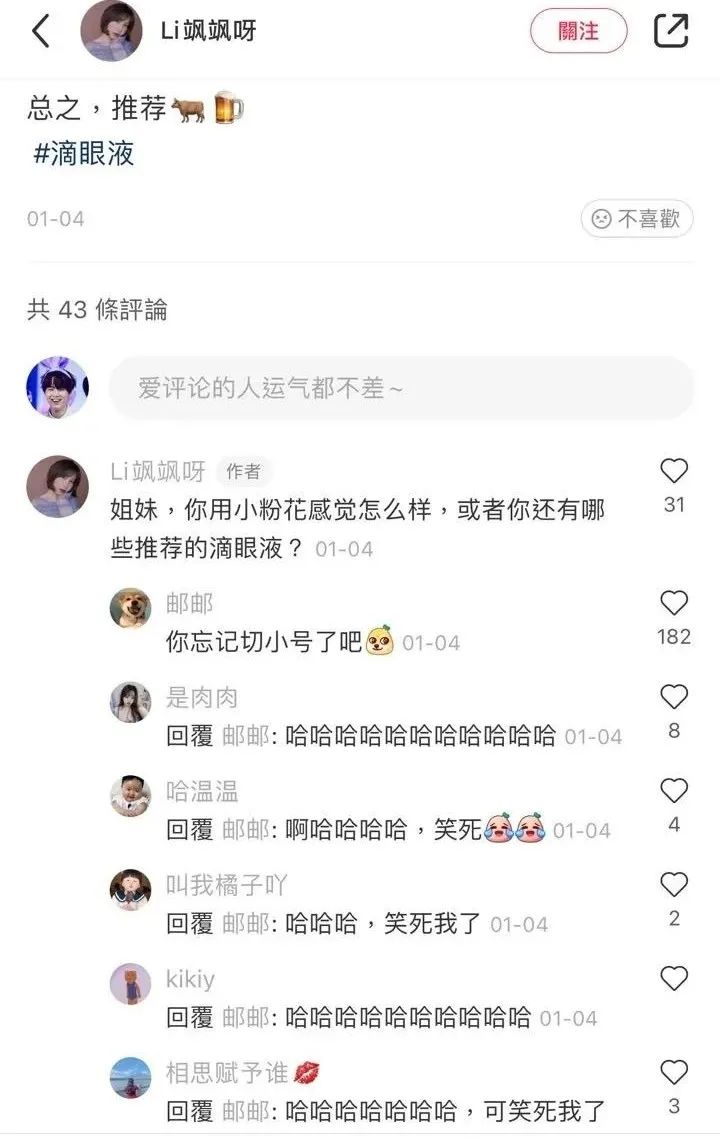 Li飒飒呀
關注
总之，推荐🐂🍺
#滴眼液
01-04
不喜歡
共 43 條評論
爱评论的人运气都不差～
Li飒飒呀 作者
姐妹，你用小粉花感觉怎么样，或者你还有哪
些推荐的滴眼液？ 01-04
31
邮邮
你忘记切小号了吧 01-04
182
是肉肉
回覆 邮邮: 哈哈哈哈哈哈哈哈哈哈哈 01-04
8
哈温温
回覆 邮邮: 啊哈哈哈哈，笑死 01-04
4
叫我橘子吖
回覆 邮邮: 哈哈哈，笑死我了 01-04
2
kikiy
回覆 邮邮: 哈哈哈哈哈哈哈哈哈哈 01-04
相思赋予谁💋
回覆 邮邮: 哈哈哈哈哈哈哈，可笑死我了
3